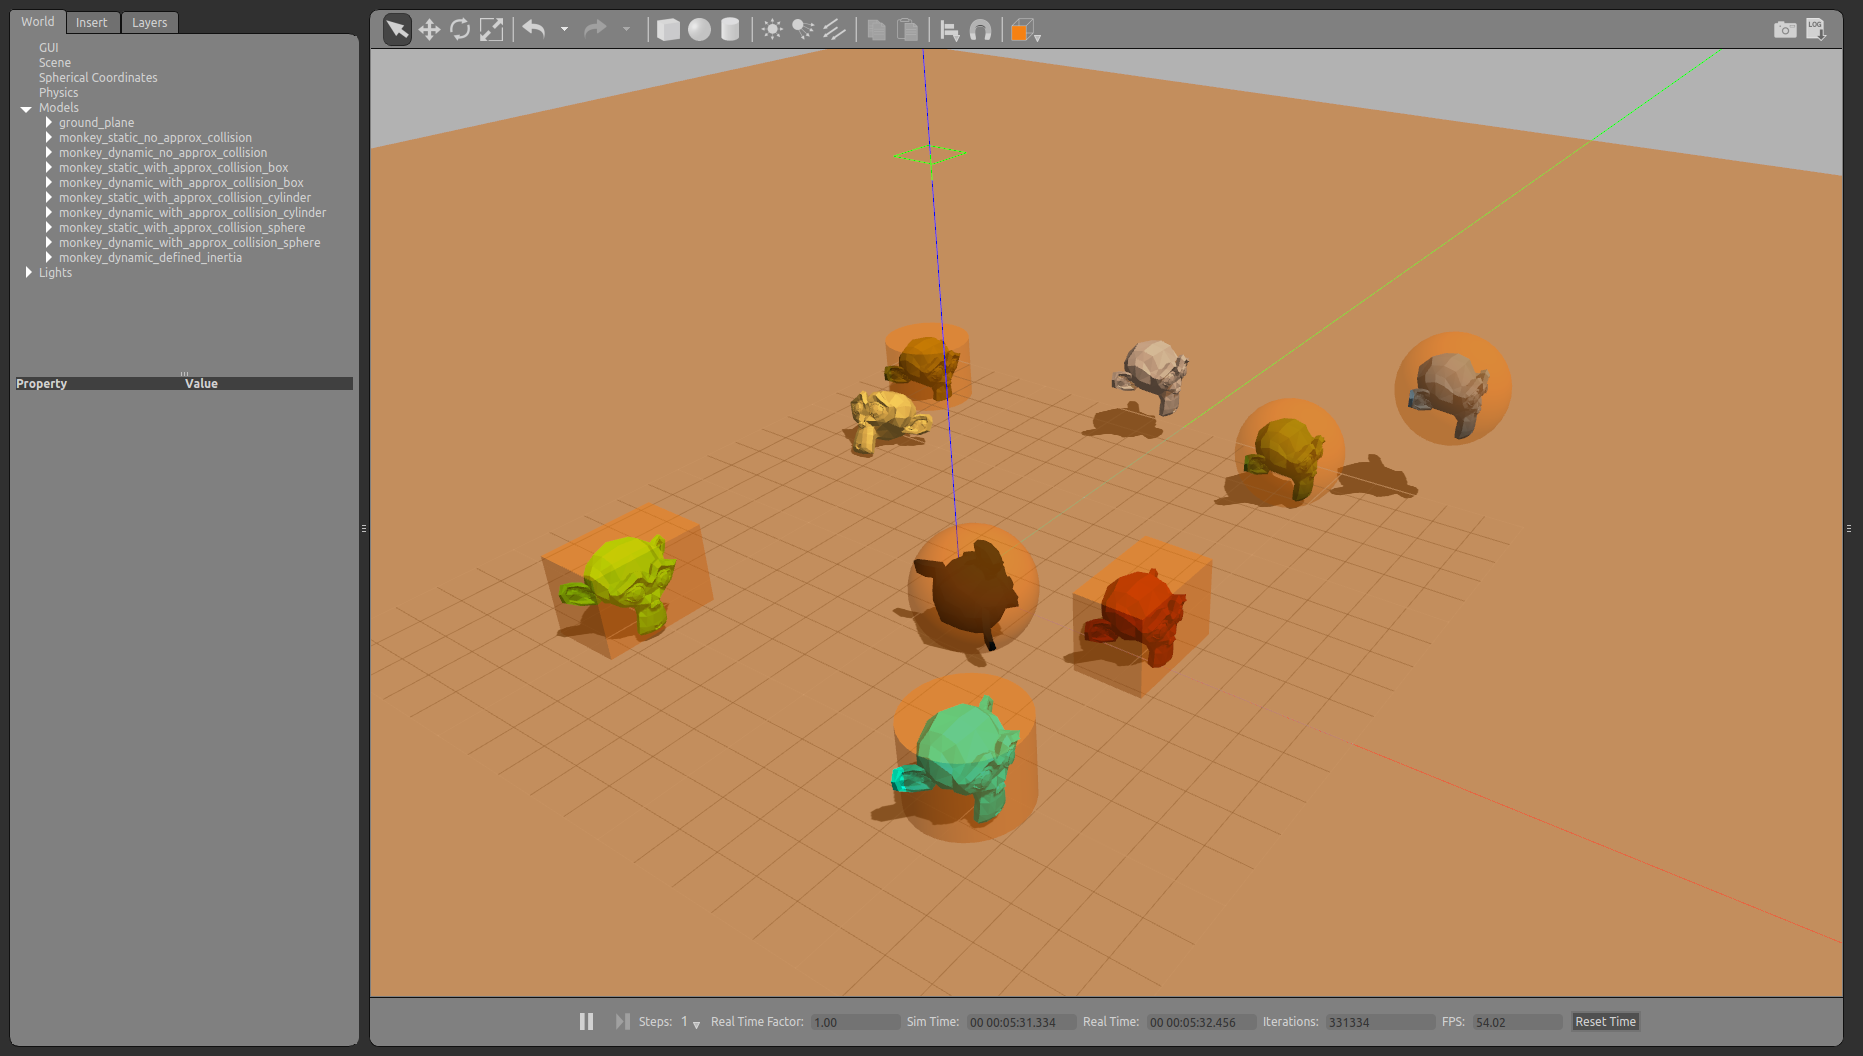 World Insert Layers
GUI
Scene
Spherical Coordinates
Physics
Models
ground_plane
monkey_static_no_approx_collision
monkey_dynamic_no_approx_collision
monkey_static_with_approx_collision_box
monkey_dynamic_with_approx_collision_box
monkey_static_with_approx_collision_cylinder
monkey_dynamic_with_approx_collision_cylinder
monkey_static_with_approx_collision_sphere
monkey_dynamic_with_approx_collision_sphere
monkey_dynamic_defined_inertia
Lights
Property Value
LOG
Steps: 1 Real Time Factor: 1.00 Sim Time: 00 00:05:31.334 Real Time: 00 00:05:32.456 Iterations: 331334 FPS: 54.02 Reset Time